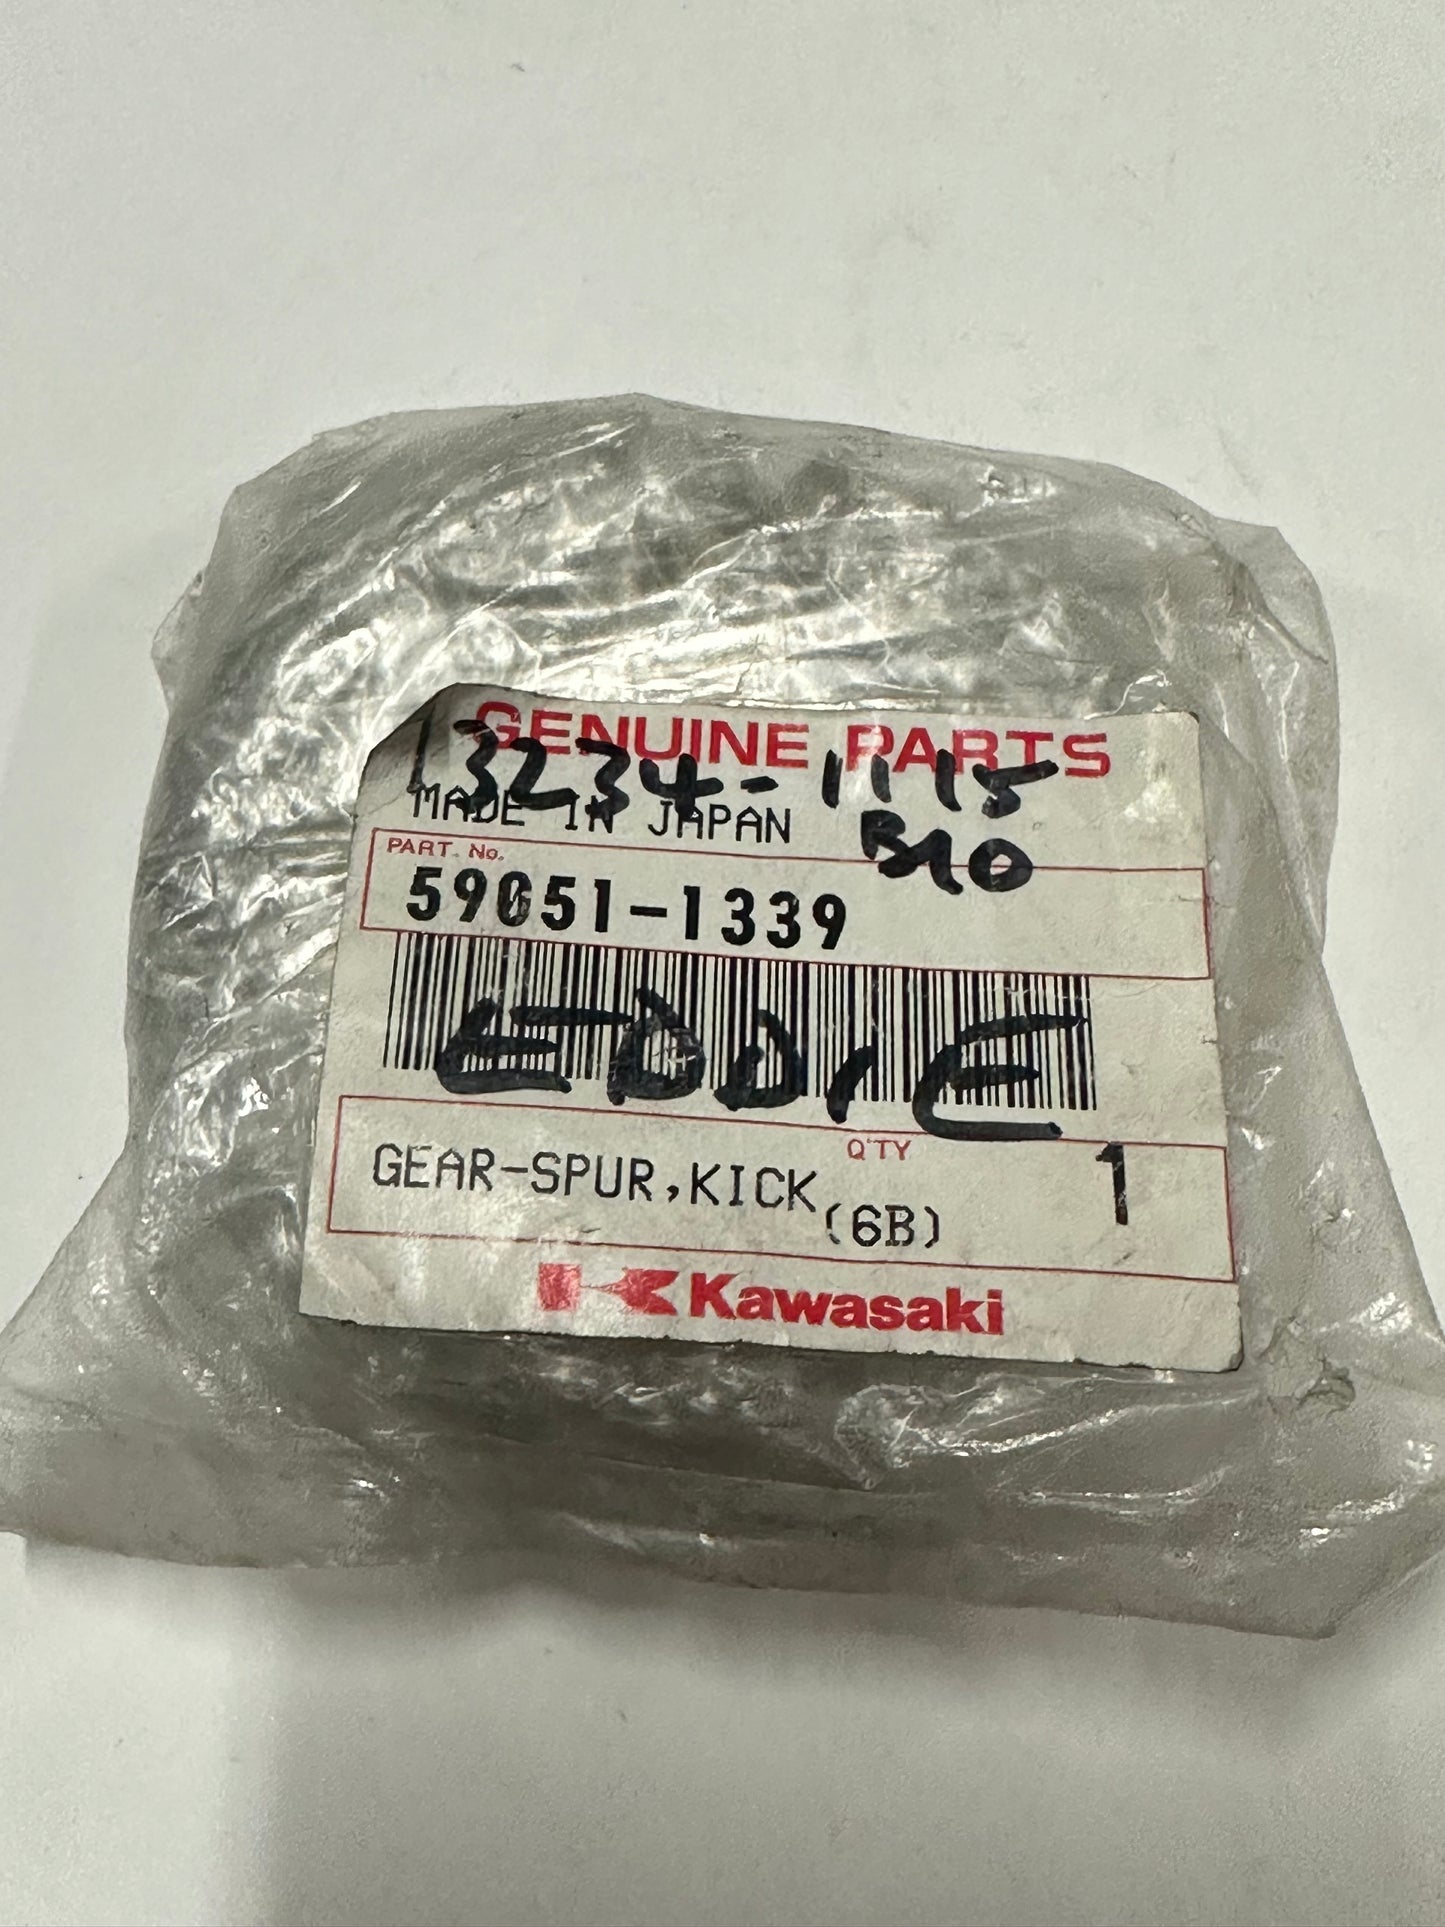 GENUINE PARTS
13234-1115
MADE IN JAPAN
B10
PART. No.
59051-1339
EDDIE
Q'TY
GEAR-SPUR,KICK
1
(6B)
Kawasaki